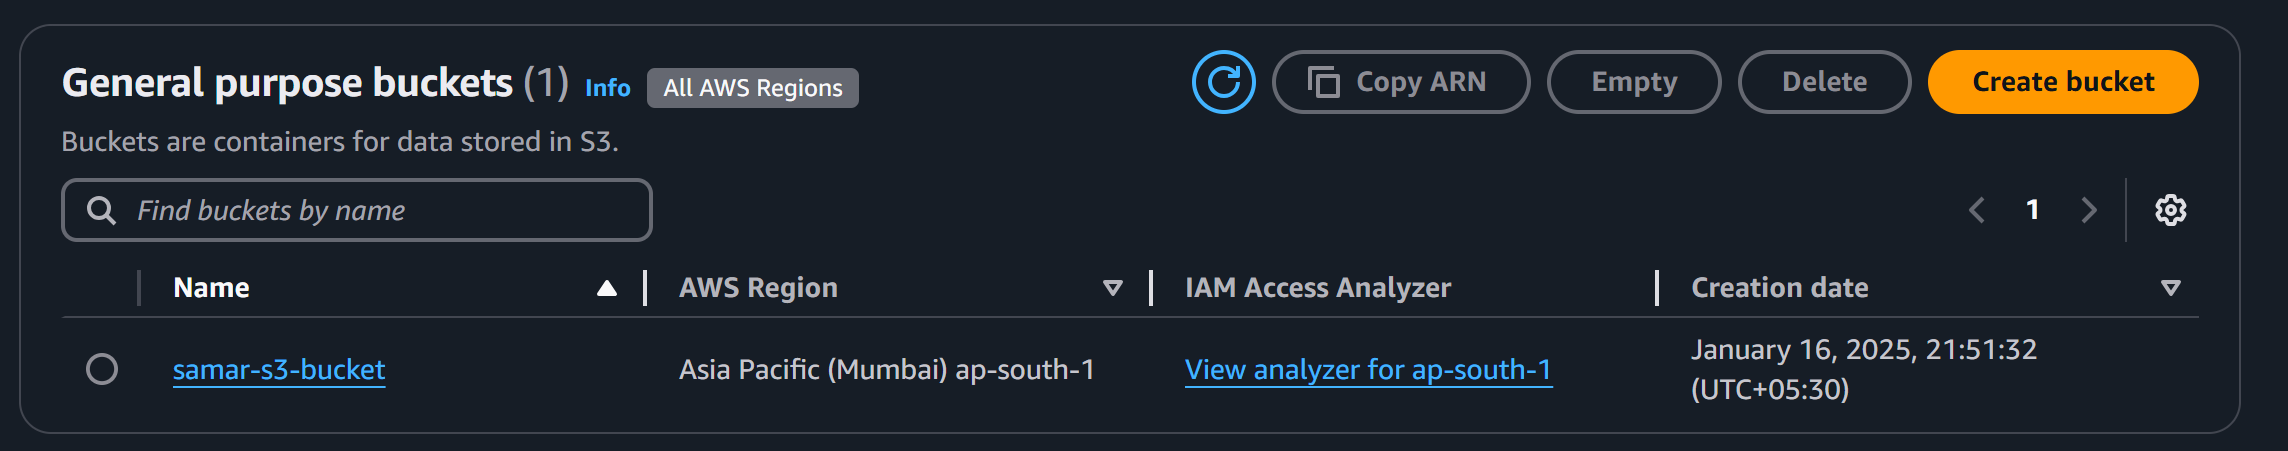 General purpose buckets (1) Info All AWS Regions Copy ARN Empty Delete Create bucket
Buckets are containers for data stored in S3.
Find buckets by name 1
Name AWS Region IAM Access Analyzer Creation date
samar-s3-bucket Asia Pacific (Mumbai) ap-south-1 View analyzer for ap-south-1 January 16, 2025, 21:51:32
(UTC+05:30)